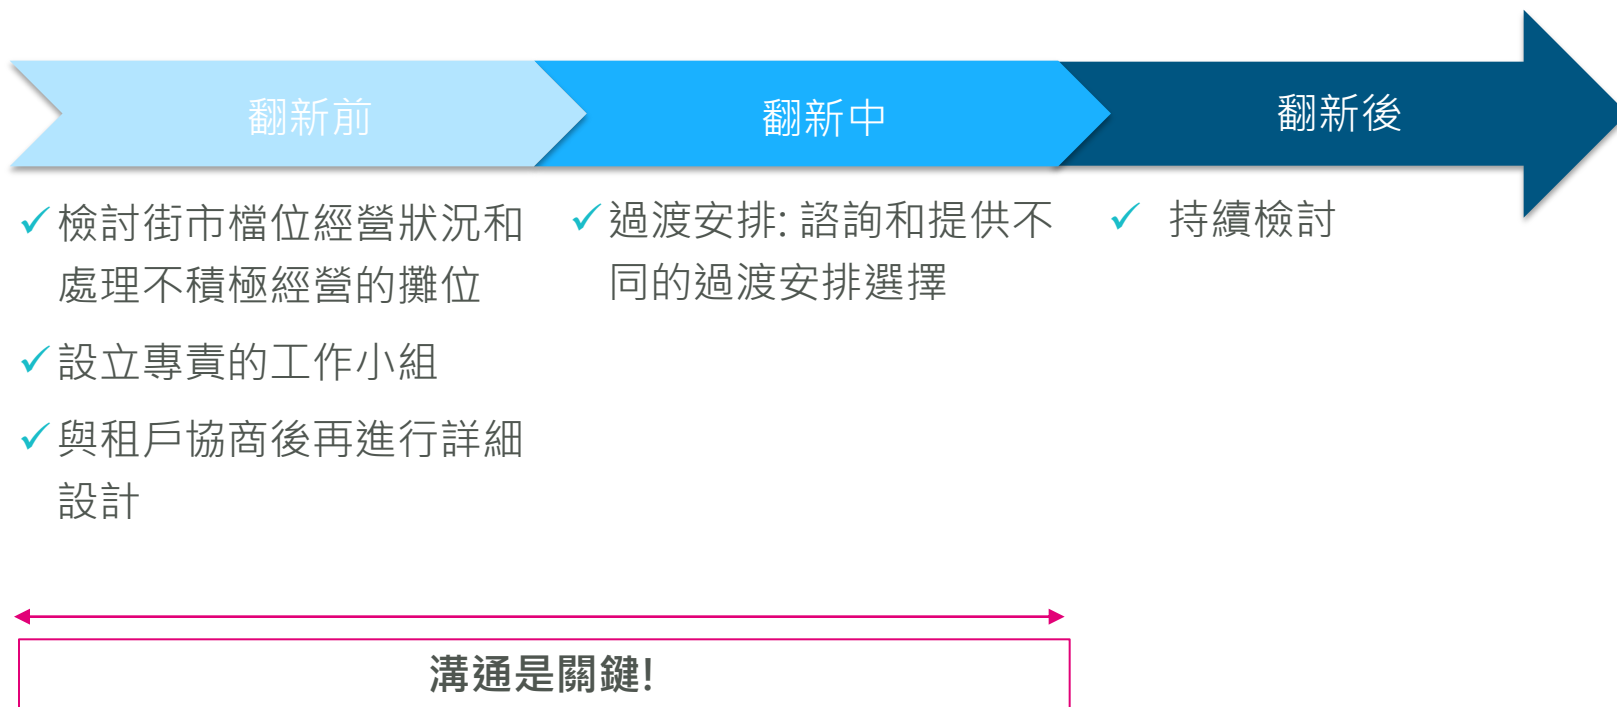 翻新前
翻新中
翻新後
✓檢討街市檔位經營狀況和
處理不積極經營的攤位
✓設立專責的工作小組
✓與租戶協商後再進行詳細
設計
✓過渡安排: 諮詢和提供不
同的過渡安排選擇
✓ 持續檢討
溝通是關鍵!